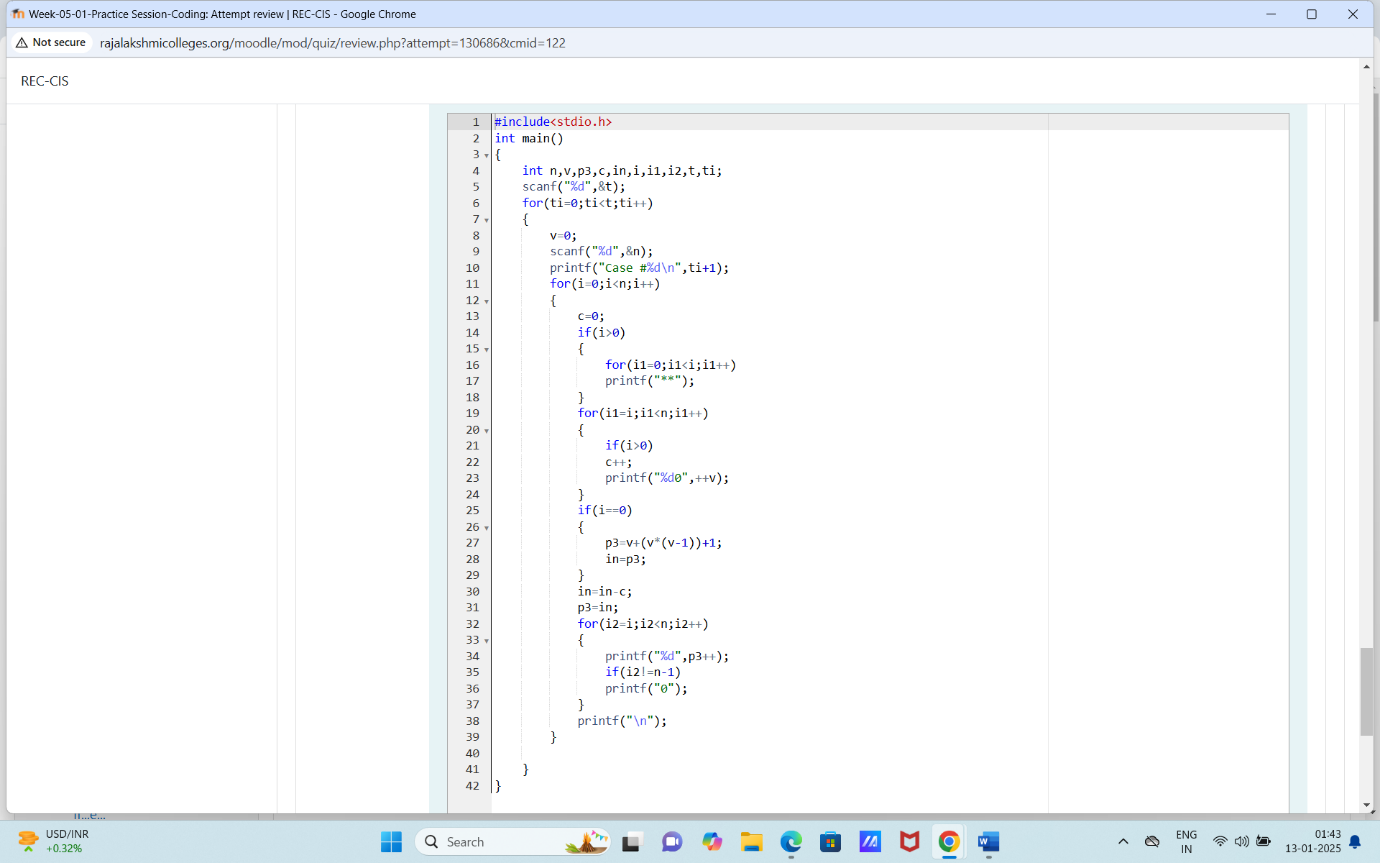 Week-05-01-Practice Session-Coding: Attempt review | REC-CIS - Google Chrome
Not secure rajalakshmicolleges.org/moodle/mod/quiz/review.php?attempt=130686&cmid=122
REC-CIS
1 #include<stdio.h>
2 int main()
3 {
4 int n,v,p3,c,in,i,i1,i2,t,ti;
5 scanf("%d",&t);
6 for(ti=0;ti<t;ti++)
7 {
8 v=0;
9 scanf("%d",&n);
10 printf("Case #%d\n",ti+1);
11 for(i=0;i<n;i++)
12 {
13 c=0;
14 if(i>0)
15 {
16 for(i1=0;i1<i;i1++)
17 printf("**");
18 }
19 for(i1=i;i1<n;i1++)
20 {
21 if(i>0)
22 c++;
23 printf("%d0",++v);
24 }
25 if(i==0)
26 {
27 p3=v+(v*(v-1))+1;
28 in=p3;
29 }
30 in=in-c;
31 p3=in;
32 for(i2=i;i2<n;i2++)
33 {
34 printf("%d",p3++);
35 if(i2!=n-1)
36 printf("0");
37 }
38 printf("\n");
39 }
40
41 }
42 }
USD/INR
+0.32%
Search
ENG
IN
01:43
13-01-2025